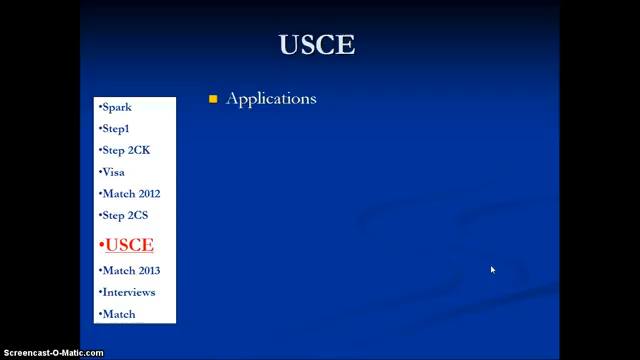 USCE
Applications
•Spark
•Step1
•Step 2CK
•Visa
•Match 2012
•Step 2CS
•USCE
•Match 2013
•Interviews
•Match
Screencast-O-Matic.com